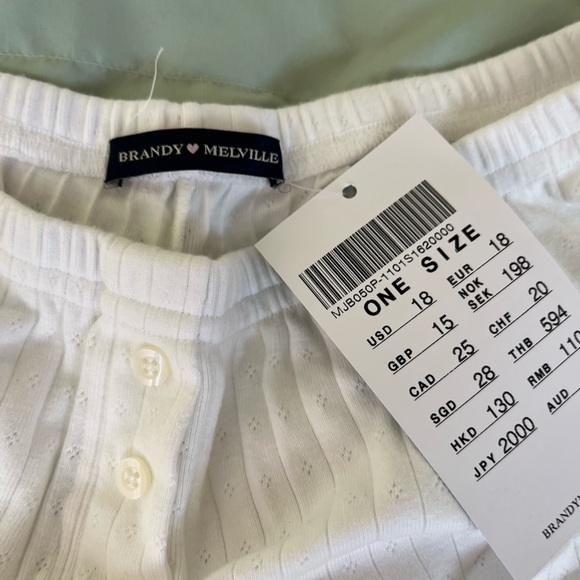 BRANDY MELVILLE
MJB050P-1101S1620000
ONE SIZE
USD 18 EUR 18
GBP 15 NOK SEK 198
CAD 25 CHF 20
SGD 28 THB 594
HKD 130 RMB 110
JPY 2000 AUD
BRANDY